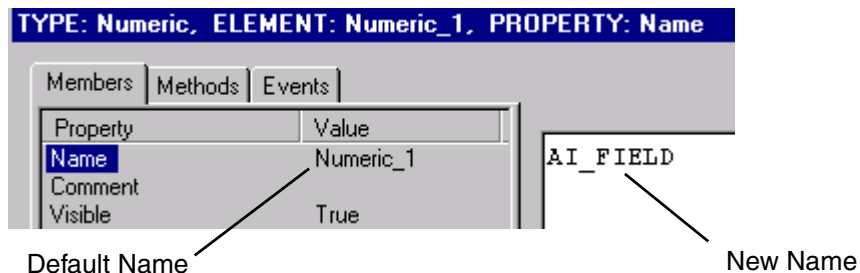 TYPE: Numeric, ELEMENT: Numeric_1, PROPERTY: Name
Members Methods Events
Property Value
Name Numeric_1
AI_FIELD
Comment
Visible True
Default Name
New Name